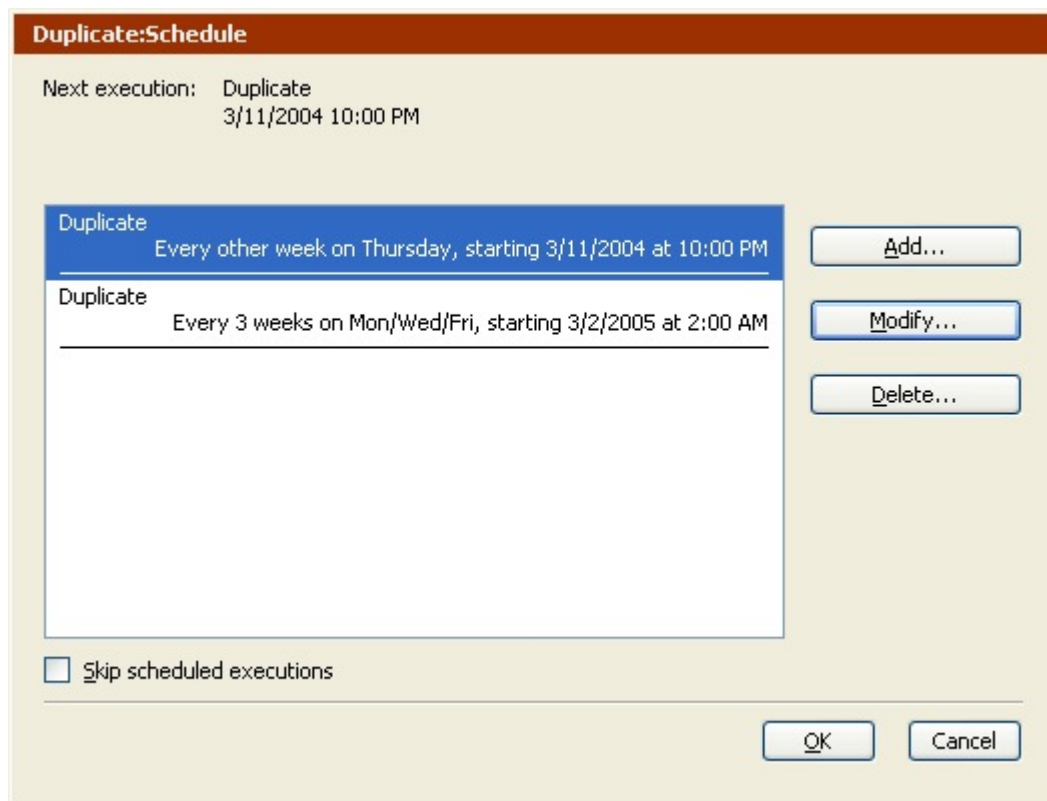 Duplicate:Schedule
Next execution: Duplicate
3/11/2004 10:00 PM
Duplicate
Every other week on Thursday, starting 3/11/2004 at 10:00 PM
Add...
Duplicate
Every 3 weeks on Mon/Wed/Fri, starting 3/2/2005 at 2:00 AM
Modify...
Delete...
Skip scheduled executions
OK Cancel